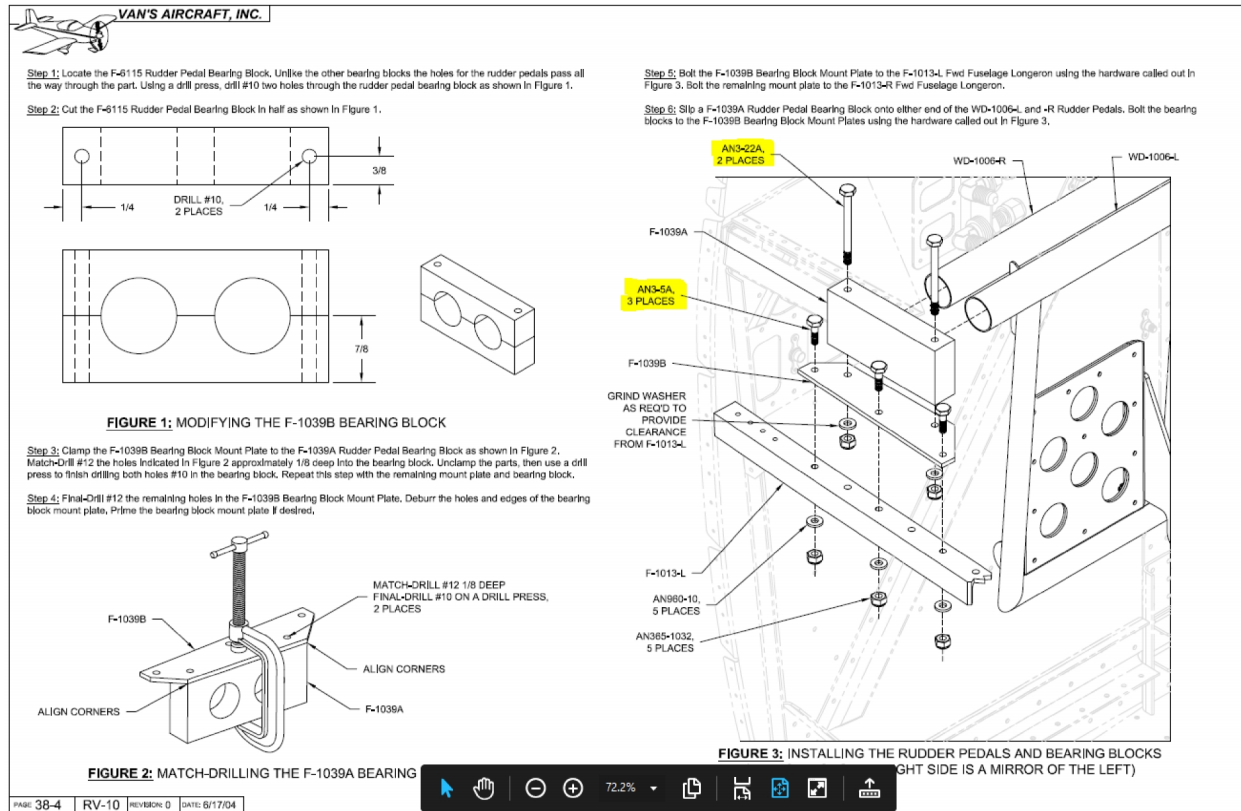 VAN'S AIRCRAFT, INC.
Step 1: Locate the F-6115 Rudder Pedal Bearing Block. Unlike the other bearing blocks the holes for the rudder pedals pass all
the way through the part. Using a drill press, drill #10 two holes through the rudder pedal bearing block as shown in Figure 1.
Step 2: Cut the F-6115 Rudder Pedal Bearing Block in half as shown in Figure 1.
3/8
DRILL #10,
2 PLACES
1/4
1/4
7/8
FIGURE 1: MODIFYING THE F-1039B BEARING BLOCK
Step 3: Clamp the F-1039B Bearing Block Mount Plate to the F-1039A Rudder Pedal Bearing Block as shown in Figure 2.
Match-Drill #12 the holes indicated in Figure 2 approximately 1/8 deep into the bearing block. Unclamp the parts, then use a drill
press to finish drilling both holes #10 in the bearing block. Repeat this step with the remaining mount plate and bearing block.
Step 4: Final-Drill #12 the remaining holes in the F-1039B Bearing Block Mount Plate. Deburr the holes and edges of the bearing
block mount plate. Prime the bearing block mount plate if desired.
MATCH-DRILL #12 1/8 DEEP
FINAL-DRILL #10 ON A DRILL PRESS,
2 PLACES
F-1039B
ALIGN CORNERS
ALIGN CORNERS
F-1039A
FIGURE 2: MATCH-DRILLING THE F-1039A BEARING
PAGE 38-4 RV-10 REVISION: 0 DATE: 6/17/04
Step 5: Bolt the F-1039B Bearing Block Mount Plate to the F-1013-L Fwd Fuselage Longeron using the hardware called out in
Figure 3. Bolt the remaining mount plate to the F-1013-R Fwd Fuselage Longeron.
Step 6: Slip a F-1039A Rudder Pedal Bearing Block onto either end of the WD-1006-L and -R Rudder Pedals. Bolt the bearing
blocks to the F-1039B Bearing Block Mount Plates using the hardware called out in Figure 3.
AN3-22A,
2 PLACES
WD-1006-R
WD-1006-L
F-1039A
AN3-5A,
3 PLACES
F-1039B
GRIND WASHER
AS REQ'D TO
PROVIDE
CLEARANCE
FROM F-1013-L
F-1013-L
AN960-10,
5 PLACES
AN365-1032,
5 PLACES
FIGURE 3: INSTALLING THE RUDDER PEDALS AND BEARING BLOCKS
GHT SIDE IS A MIRROR OF THE LEFT)
72.2%